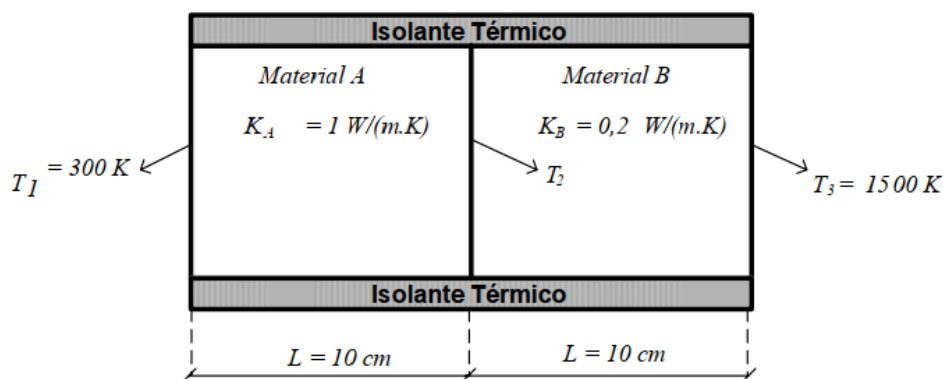 Isolante Térmico
Material A
Material B
K_A = 1 W/(m.K)
K_B = 0,2 W/(m.K)
T_1 = 300 K
T_2
T_3 = 1500 K
Isolante Térmico
L = 10 cm
L = 10 cm